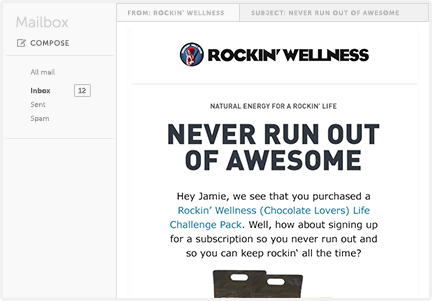 Mailbox
COMPOSE
All mail
Inbox 12
Sent
Spam
FROM: ROCKIN' WELLNESS
SUBJECT: NEVER RUN OUT OF AWESOME
ROCKIN' WELLNESS
NATURAL ENERGY FOR A ROCKIN' LIFE
NEVER RUN OUT
OF AWESOME
Hey Jamie, we see that you purchased a
Rockin' Wellness (Chocolate Lovers) Life
Challenge Pack. Well, how about signing up
for a subscription so you never run out and
so you can keep rockin' all the time?